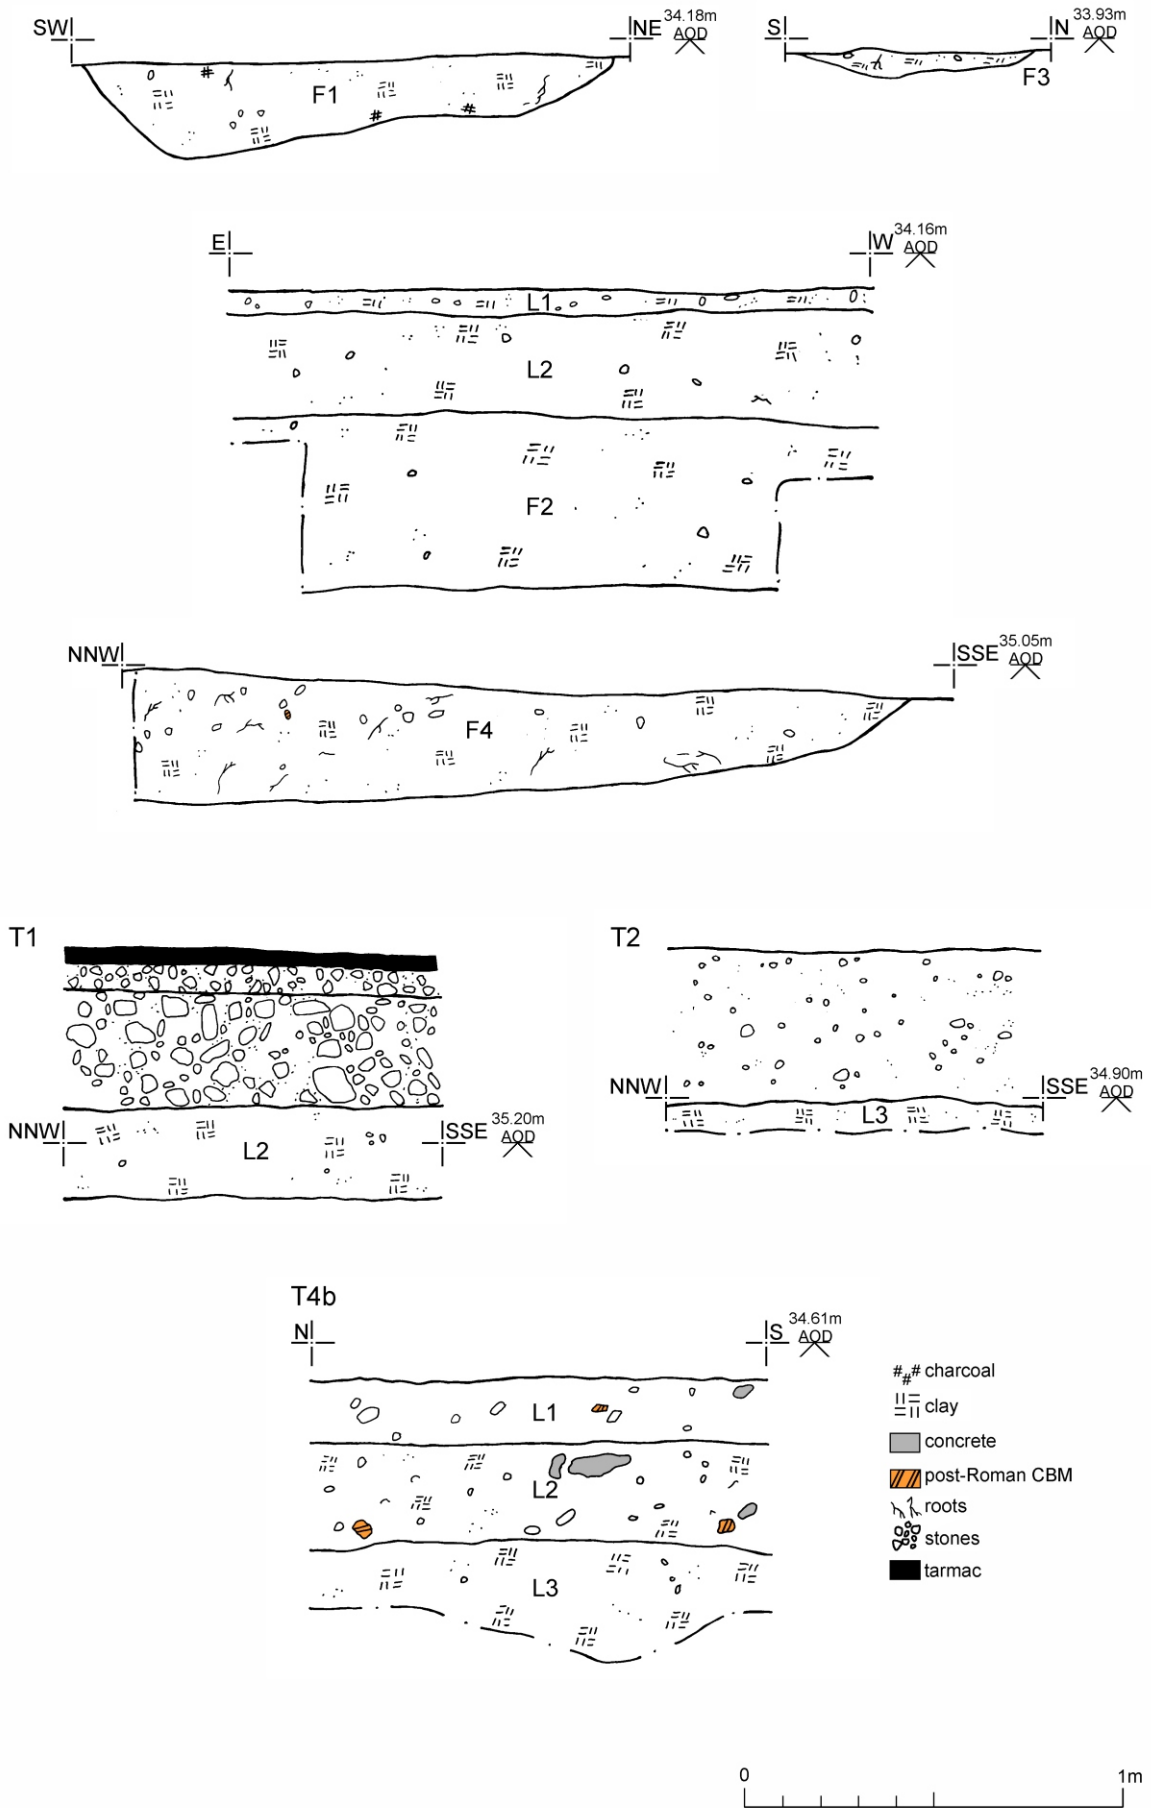 SW NE 34.18m
AOD
F1
S N 33.93m
AOD
F3
E W 34.16m
AOD
L1
L2
F2
NNW SSE 35.05m
AOD
F4
T1
NNW SSE 35.20m
AOD
L2
T2
NNW SSE 34.90m
AOD
L3
T4b
N S 34.61m
AOD
L1
L2
L3
charcoal
clay
concrete
post-Roman CBM
roots
stones
tarmac
0 1m